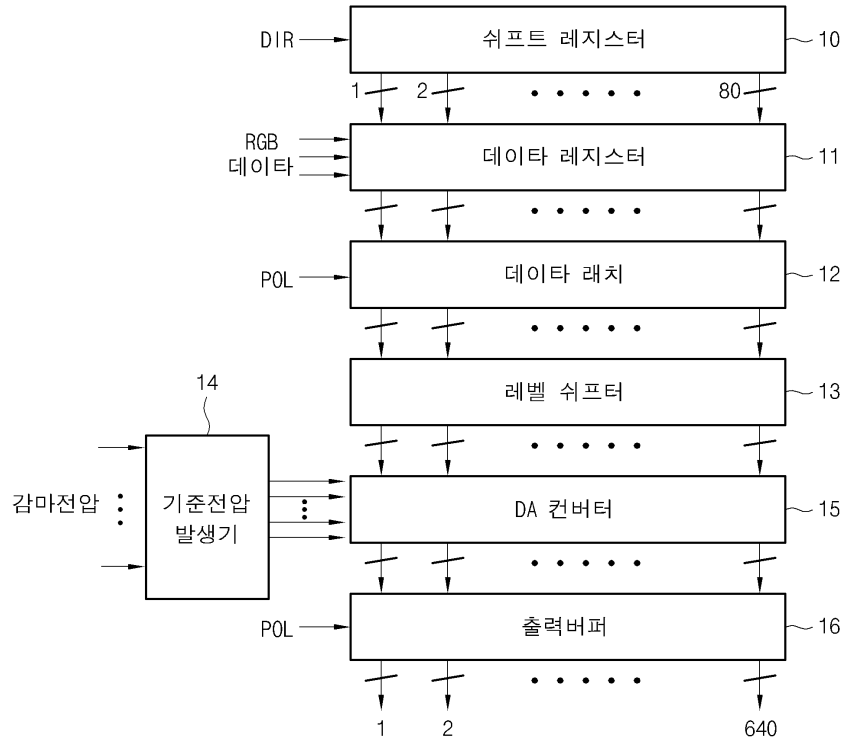 DIR
쉬프트 레지스터
10
1
2
80
RGB
데이타
데이타 레지스터
11
POL
데이타 래치
12
레벨 쉬프터
13
14
감마전압
기준전압
발생기
DA 컨버터
15
POL
출력버퍼
16
1
2
640